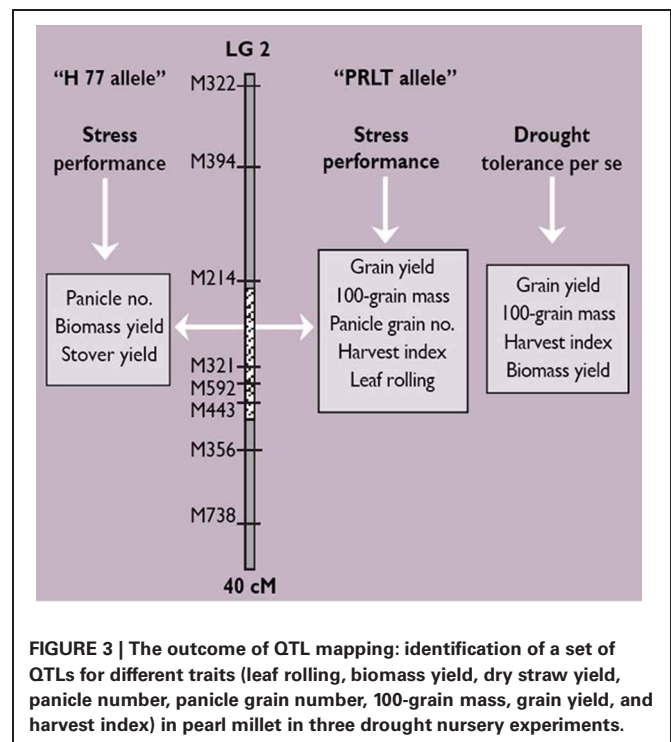 LG 2
“H 77 allele”
“PRLT allele”
Stress
performance
Stress
performance
Drought
tolerance per se
M322
M394
M214
M321
M592
M443
M356
M738
Panicle no.
Biomass yield
Stover yield
Grain yield
100-grain mass
Panicle grain no.
Harvest index
Leaf rolling
Grain yield
100-grain mass
Harvest index
Biomass yield
40 cM
FIGURE 3 | The outcome of QTL mapping: identification of a set of
QTLs for different traits (leaf rolling, biomass yield, dry straw yield,
panicle number, panicle grain number, 100-grain mass, grain yield, and
harvest index) in pearl millet in three drought nursery experiments.